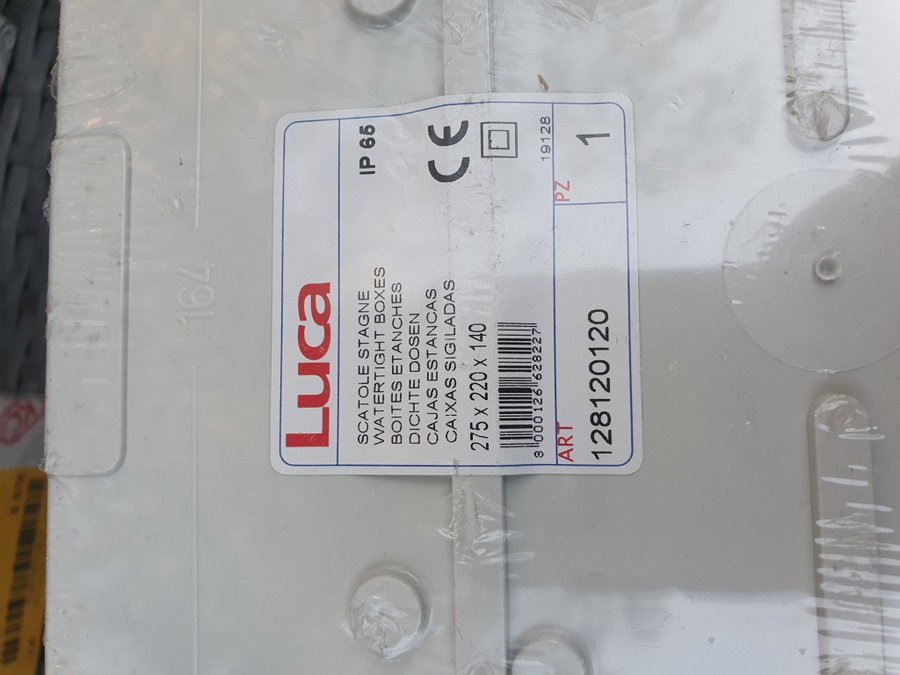 Luca
IP 65
SCATOLE STAGNE
WATERTIGHT BOXES
BOITES ETANCHES
DICHTE DOSEN
CAJAS ESTANCAS
CAIXAS SIGILADAS
CE
275 x 220 x 140
8 000126 628227
19128
ART
128120120
PZ
1
164